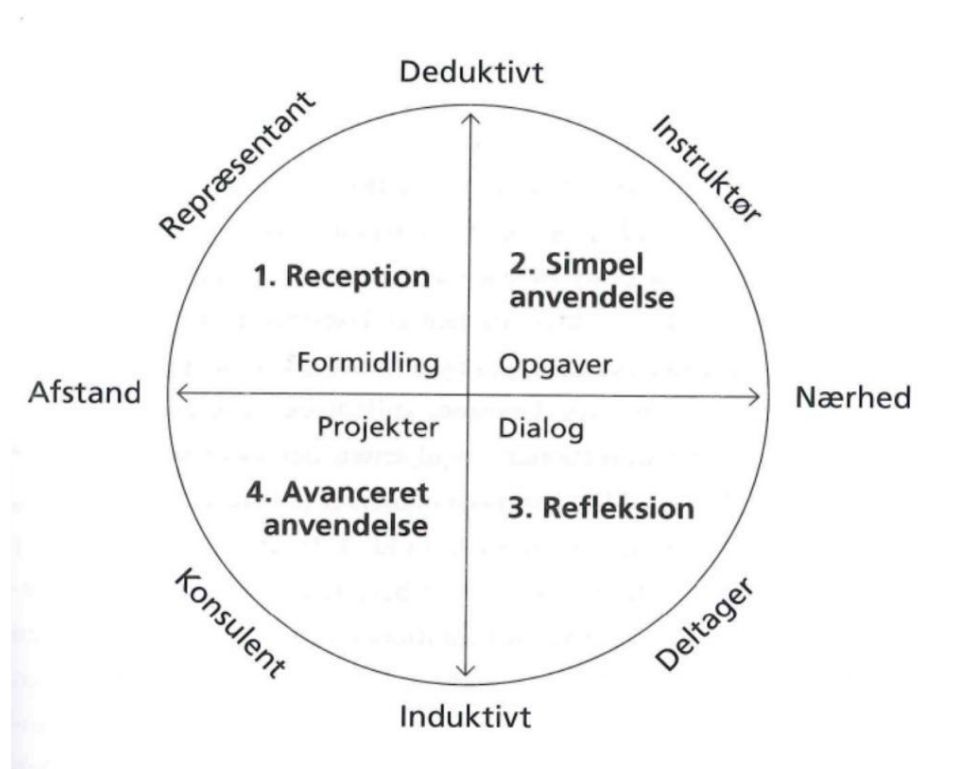 Deduktivt
Repræsentant
Instruktør
1. Reception
2. Simpel
anvendelse
Formidling
Opgaver
Afstand
Nærhed
Projekter
Dialog
4. Avanceret
anvendelse
3. Refleksion
Konsulent
Deltager
Induktivt